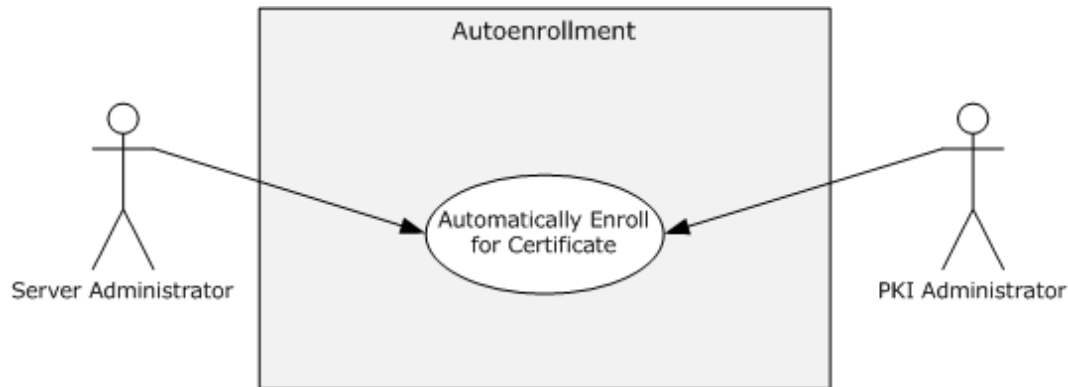 Autoenrollment
Automatically Enroll
for Certificate
Server Administrator
PKI Administrator